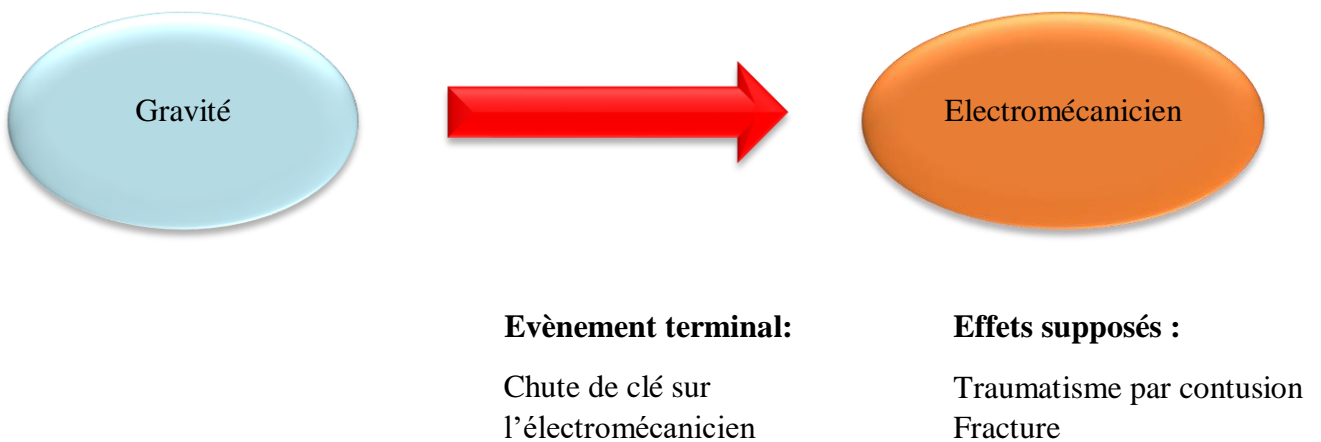 Gravité
Electromécanicien
Evènement terminal:
Chute de clé sur
l’électromécanicien
Effets supposés :
Traumatisme par contusion
Fracture